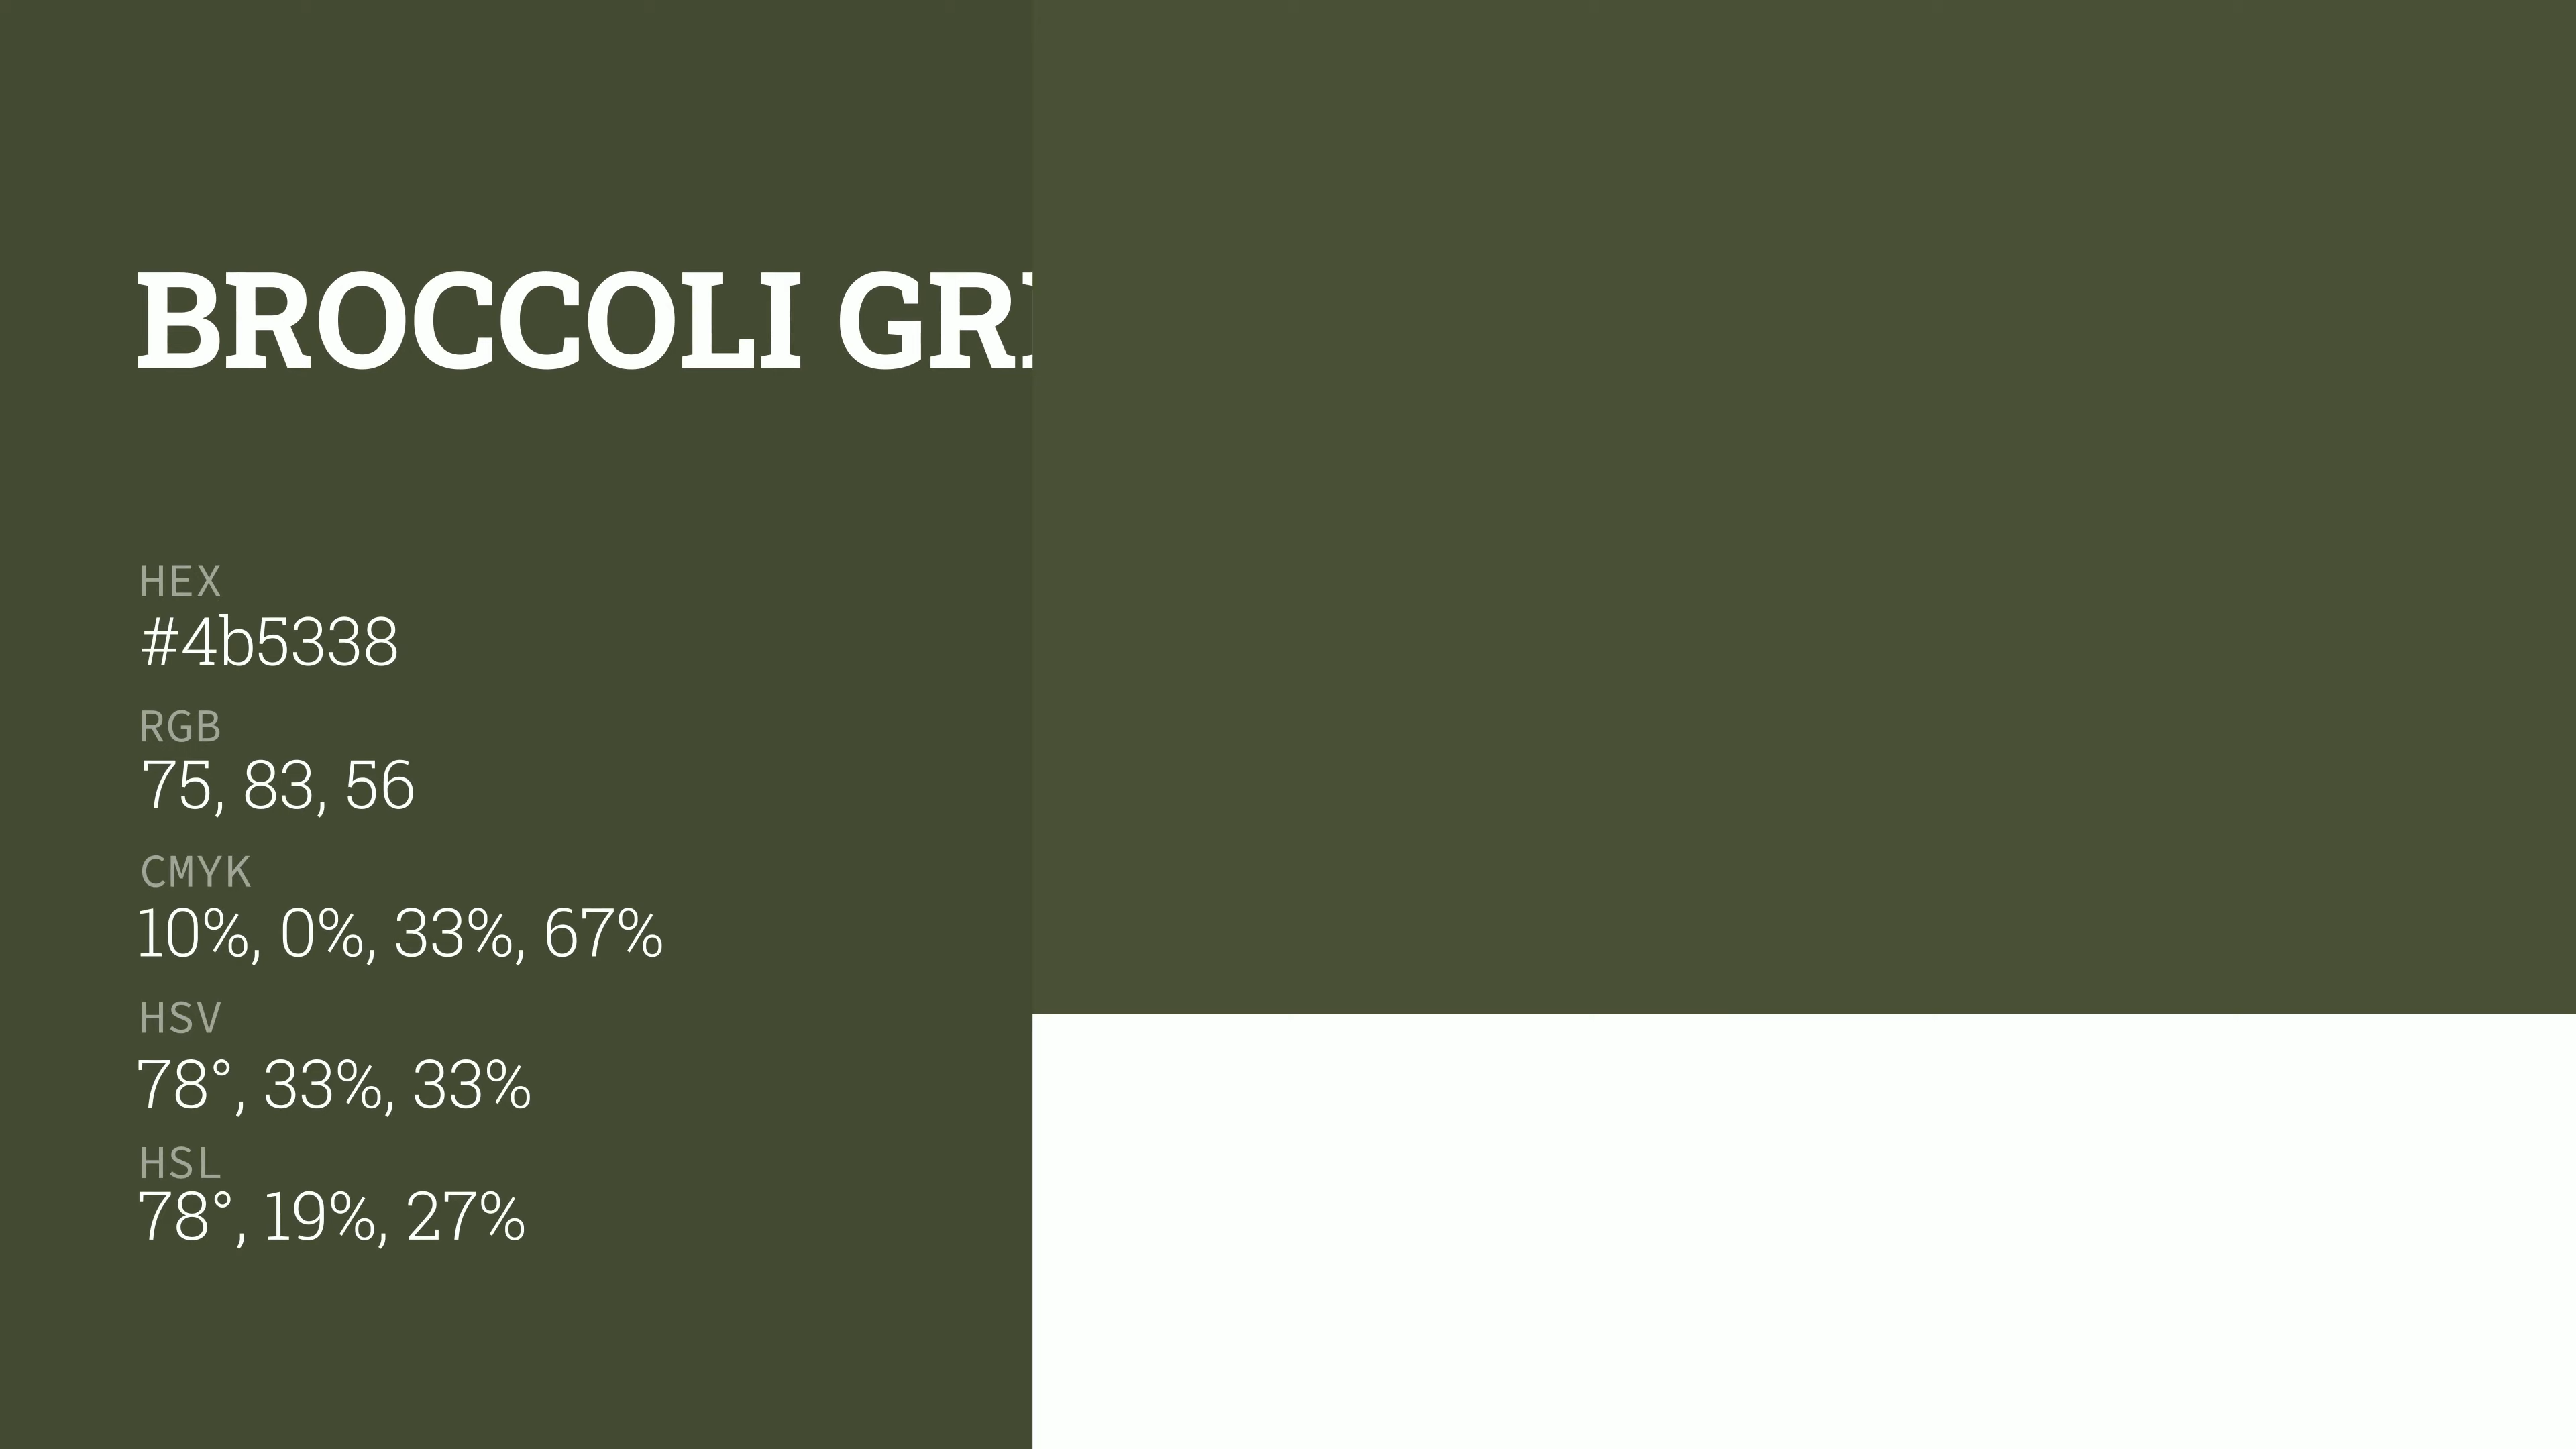 BROCCOLI GR
HEX
#4b5338
RGB
75, 83, 56
CMYK
10%, 0%, 33%, 67%
HSV
78°, 33%, 33%
HSL
78°, 19%, 27%